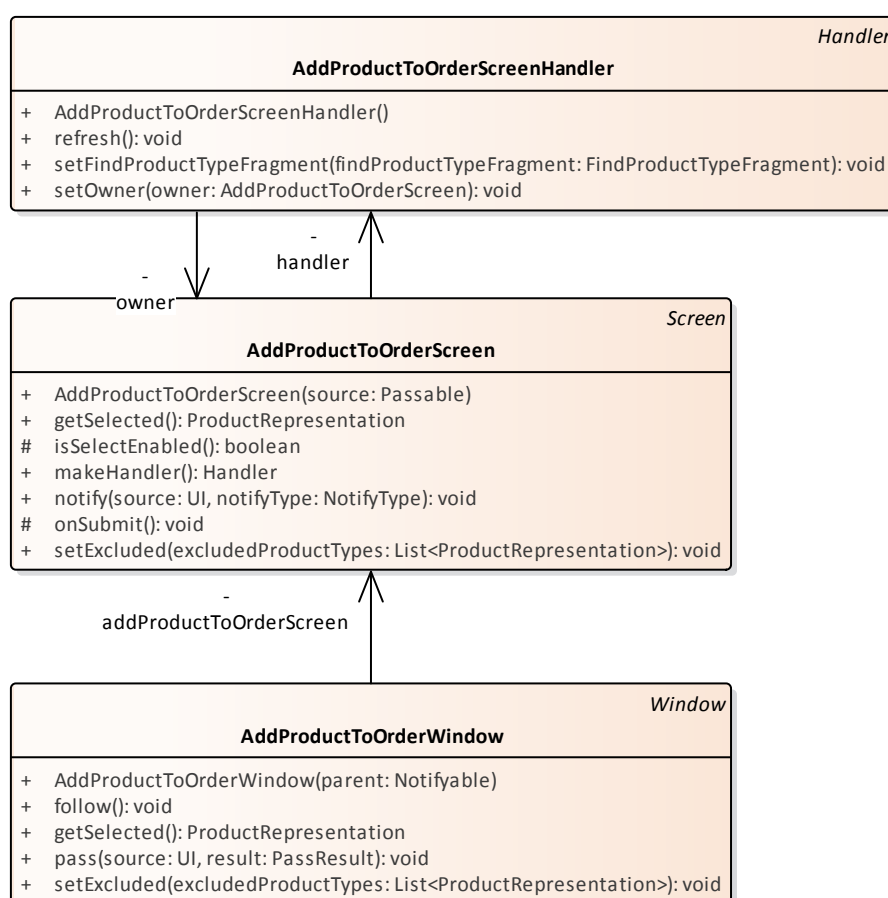 Handler
AddProductToOrderScreenHandler
+ AddProductToOrderScreenHandler()
+ refresh(): void
+ setFindProductTypeFragment(findProductTypeFragment: FindProductTypeFragment): void
+ setOwner(owner: AddProductToOrderScreen): void
-
handler
-
owner
Screen
AddProductToOrderScreen
+ AddProductToOrderScreen(source: Passable)
+ getSelected(): ProductRepresentation
# isSelectEnabled(): boolean
+ makeHandler(): Handler
+ notify(source: UI, notifyType: NotifyType): void
# onSubmit(): void
+ setExcluded(excludedProductTypes: List<ProductRepresentation>): void
-
addProductToOrderScreen
Window
AddProductToOrderWindow
+ AddProductToOrderWindow(parent: Notifyable)
+ follow(): void
+ getSelected(): ProductRepresentation
+ pass(source: UI, result: PassResult): void
+ setExcluded(excludedProductTypes: List<ProductRepresentation>): void